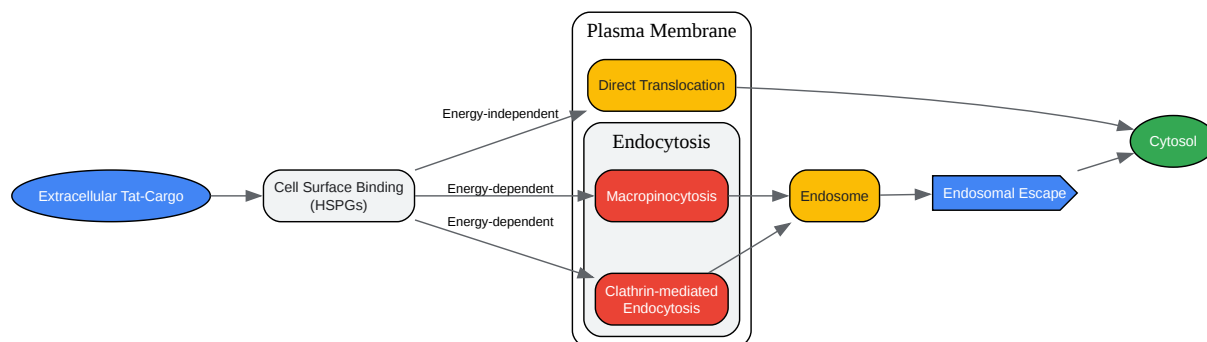 Plasma Membrane
Direct Translocation
Energy-independent
Endocytosis
Cytosol
Extracellular Tat-Cargo
Cell Surface Binding
(HSPGs)
Energy-dependent
Macropinocytosis
Endosome
Endosomal Escape
Energy-dependent
Clathrin-mediated
Endocytosis